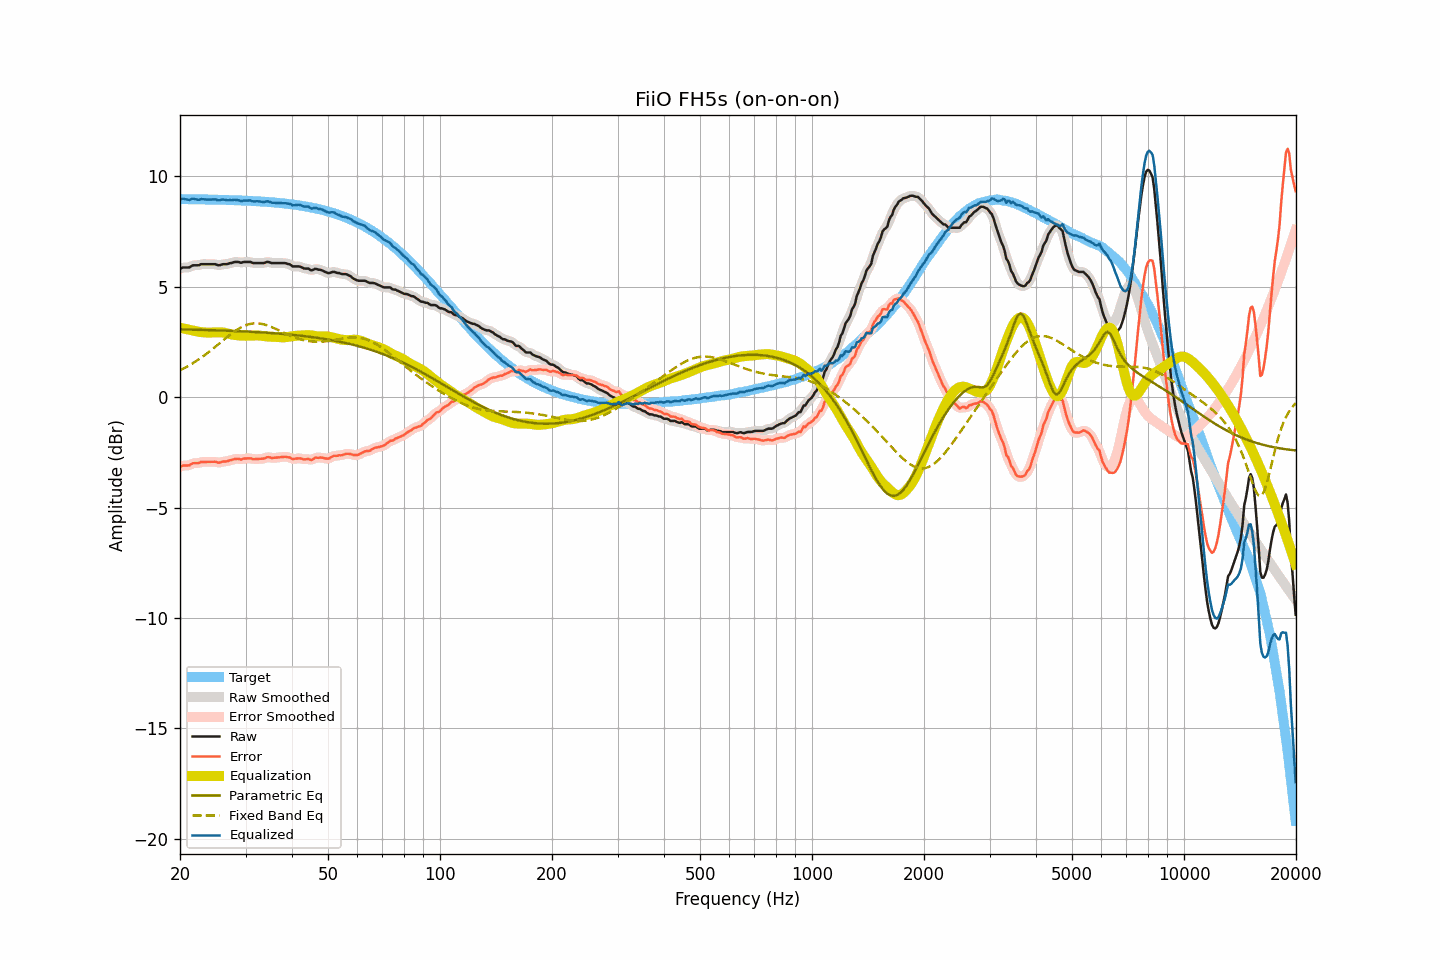 FiiO FH5s (on-on-on)
10
5
0
−5
−10
−15
−20
Amplitude (dBr)
Target
Raw Smoothed
Error Smoothed
Raw
Error
Equalization
Parametric Eq
Fixed Band Eq
Equalized
20 50 100 200 500 1000 2000 5000 10000 20000
Frequency (Hz)